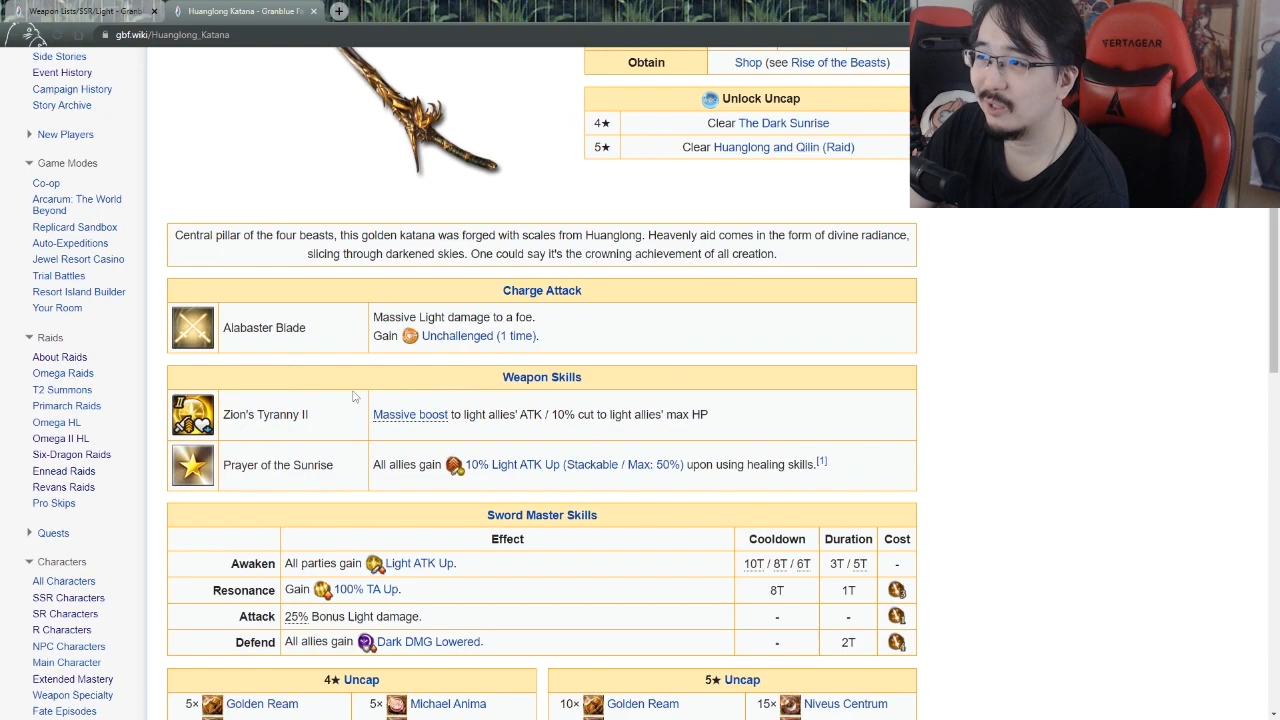 Weapon Lists/SSR/Light - Granbl
Huanglong Katana - Granblue Fa
gbf.wiki/Huanglong_Katana
VERTAGEAR
Side Stories
Event History
Campaign History
Story Archive
New Players
Game Modes
Co-op
Arcarum: The World
Beyond
Replicard Sandbox
Auto-Expeditions
Jewel Resort Casino
Trial Battles
Resort Island Builder
Your Room
Raids
About Raids
Omega Raids
T2 Summons
Primarch Raids
Omega HL
Omega II HL
Six-Dragon Raids
Ennead Raids
Revans Raids
Pro Skips
Quests
Characters
All Characters
SSR Characters
SR Characters
R Characters
NPC Characters
Main Character
Extended Mastery
Weapon Specialty
Fate Episodes
Obtain Shop (see Rise of the Beasts)
Unlock Uncap
4★ Clear The Dark Sunrise
5★ Clear Huanglong and Qilin (Raid)
Central pillar of the four beasts, this golden katana was forged with scales from Huanglong. Heavenly aid comes in the form of divine radiance,
slicing through darkened skies. One could say it's the crowning achievement of all creation.
Charge Attack
Alabaster Blade
Massive Light damage to a foe.
Gain Unchallenged (1 time).
Weapon Skills
II
Zion's Tyranny II Massive boost to light allies' ATK / 10% cut to light allies' max HP
Prayer of the Sunrise All allies gain 10% Light ATK Up (Stackable / Max: 50%) upon using healing skills.[1]
Sword Master Skills
Effect Cooldown Duration Cost
Awaken All parties gain Light ATK Up. 10T / 8T / 6T 3T / 5T -
Resonance Gain 100% TA Up. 8T 1T
Attack 25% Bonus Light damage. - -
Defend All allies gain Dark DMG Lowered. - 2T
4★ Uncap
5× Golden Ream 5× Michael Anima
5★ Uncap
10× Golden Ream 15× Niveus Centrum